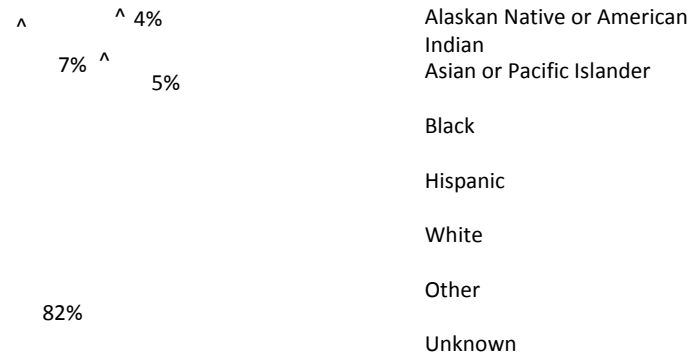 ^ ^ 4%
7% ^
5%
82%
Alaskan Native or American
Indian
Asian or Pacific Islander
Black
Hispanic
White
Other
Unknown